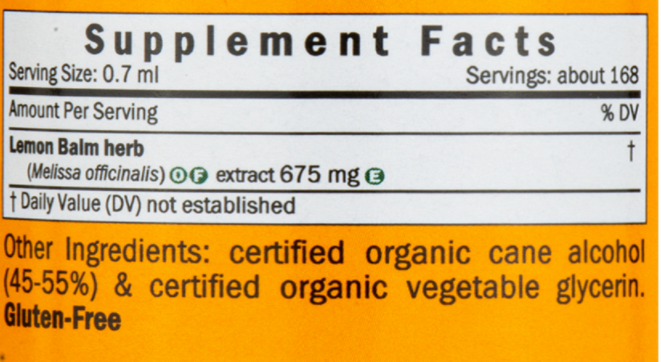 Supplement Facts
Serving Size: 0.7 ml Servings: about 168
Amount Per Serving % DV
Lemon Balm herb †
(Melissa officinalis) O F extract 675 mg E
† Daily Value (DV) not established
Other Ingredients: certified organic cane alcohol
(45-55%) & certified organic vegetable glycerin.
Gluten-Free